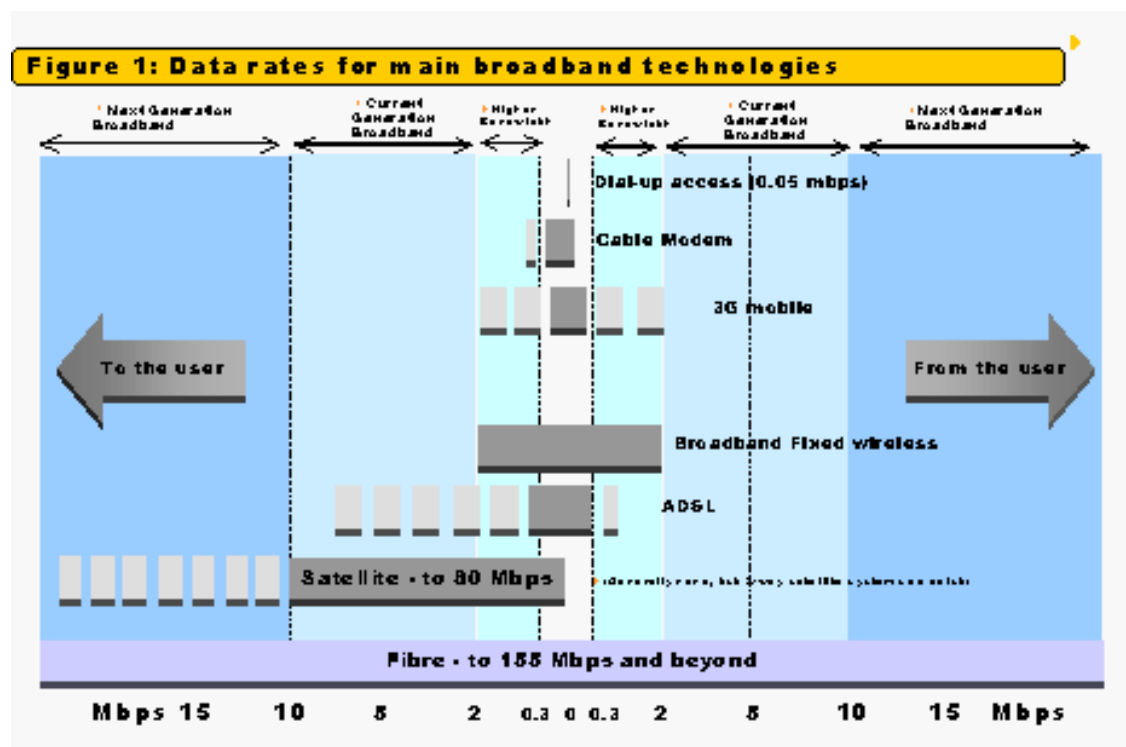 Figure 1: Data rates for main broadband technologies
Next Generation
Broadband
Current
Generation
Broadband
Higher
Higher
Current
Generation
Broadband
Next Generation
Broadband
Dial-up access (0.05 mbps)
Cable Modem
3G mobile
To the user
From the user
Broadband Fixed wireless
ADSL
Satellite - to 80 Mbps
Fibre - to 155 Mbps and beyond
Mbps 15 10 5 2 0.3 0 0.3 2 5 10 15 Mbps